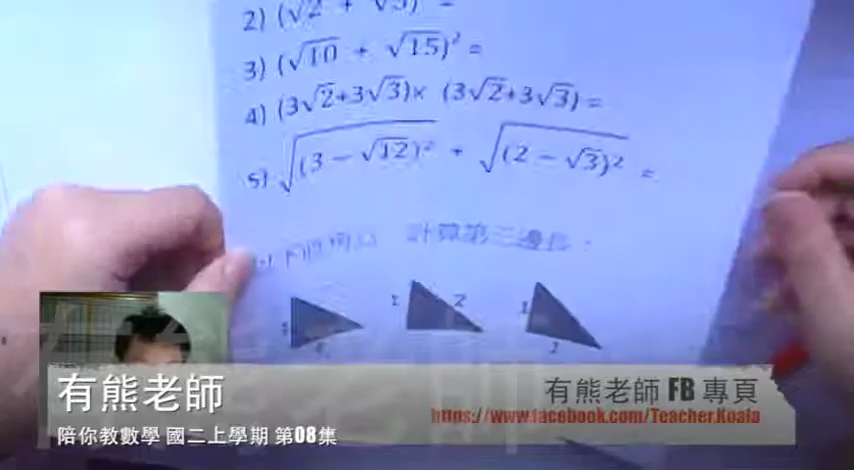 2) (√2 + √5)² =
3) (√10 + √15)² =
4) (3√2+3√3)× (3√2+3√3)=
5) √(3 − √12)² + √(2 − √3)² =
計算第三邊長：
1
2
1
有熊老師
有熊老師 FB 專頁
https://www.facebook.com/Teacher.Koala
陪你教數學 國二上學期 第08集